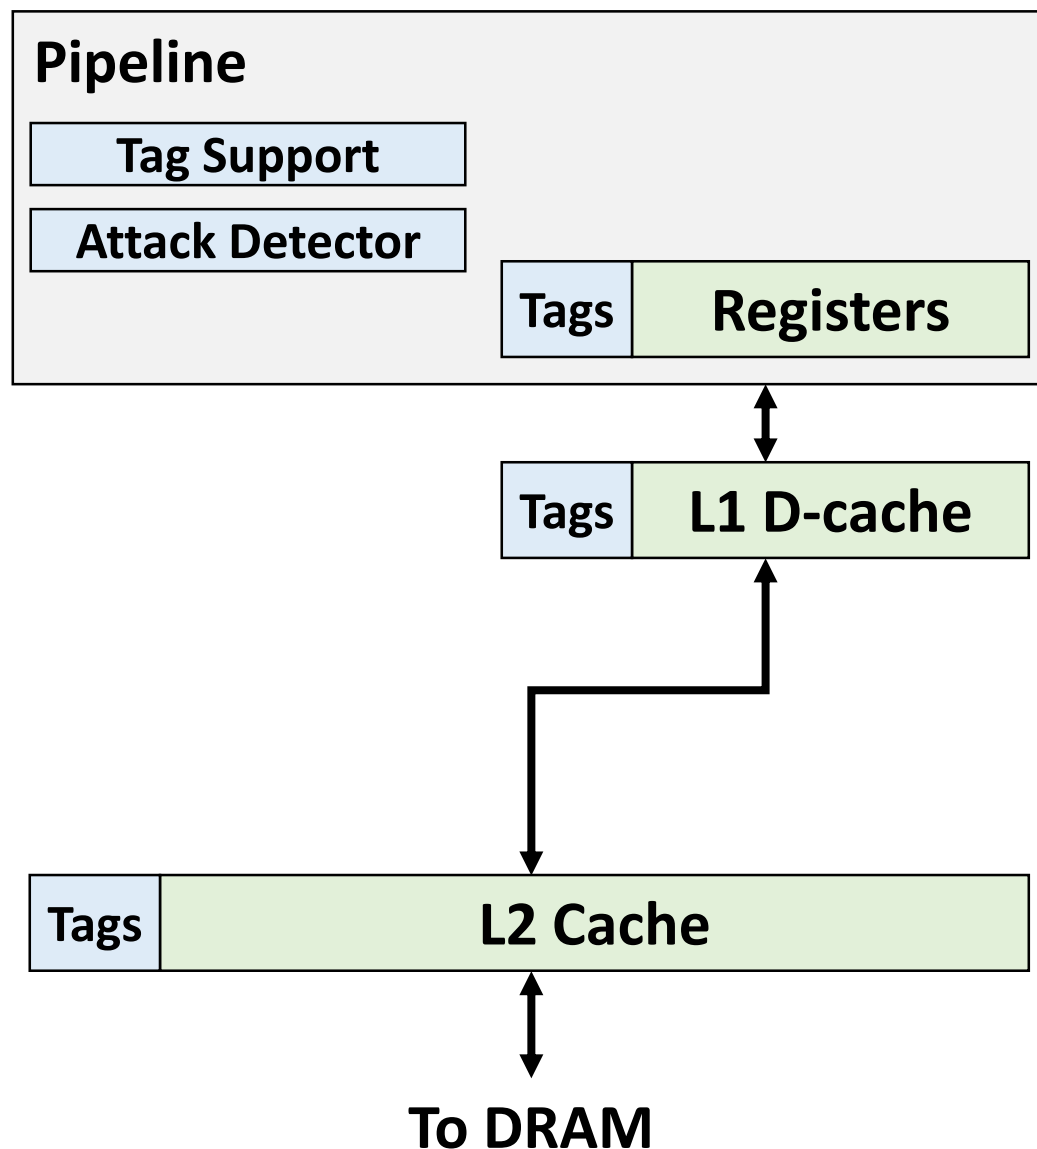 Pipeline
Tag Support
Attack Detector
Tags Registers
Tags L1 D-cache
Tags L2 Cache
To DRAM